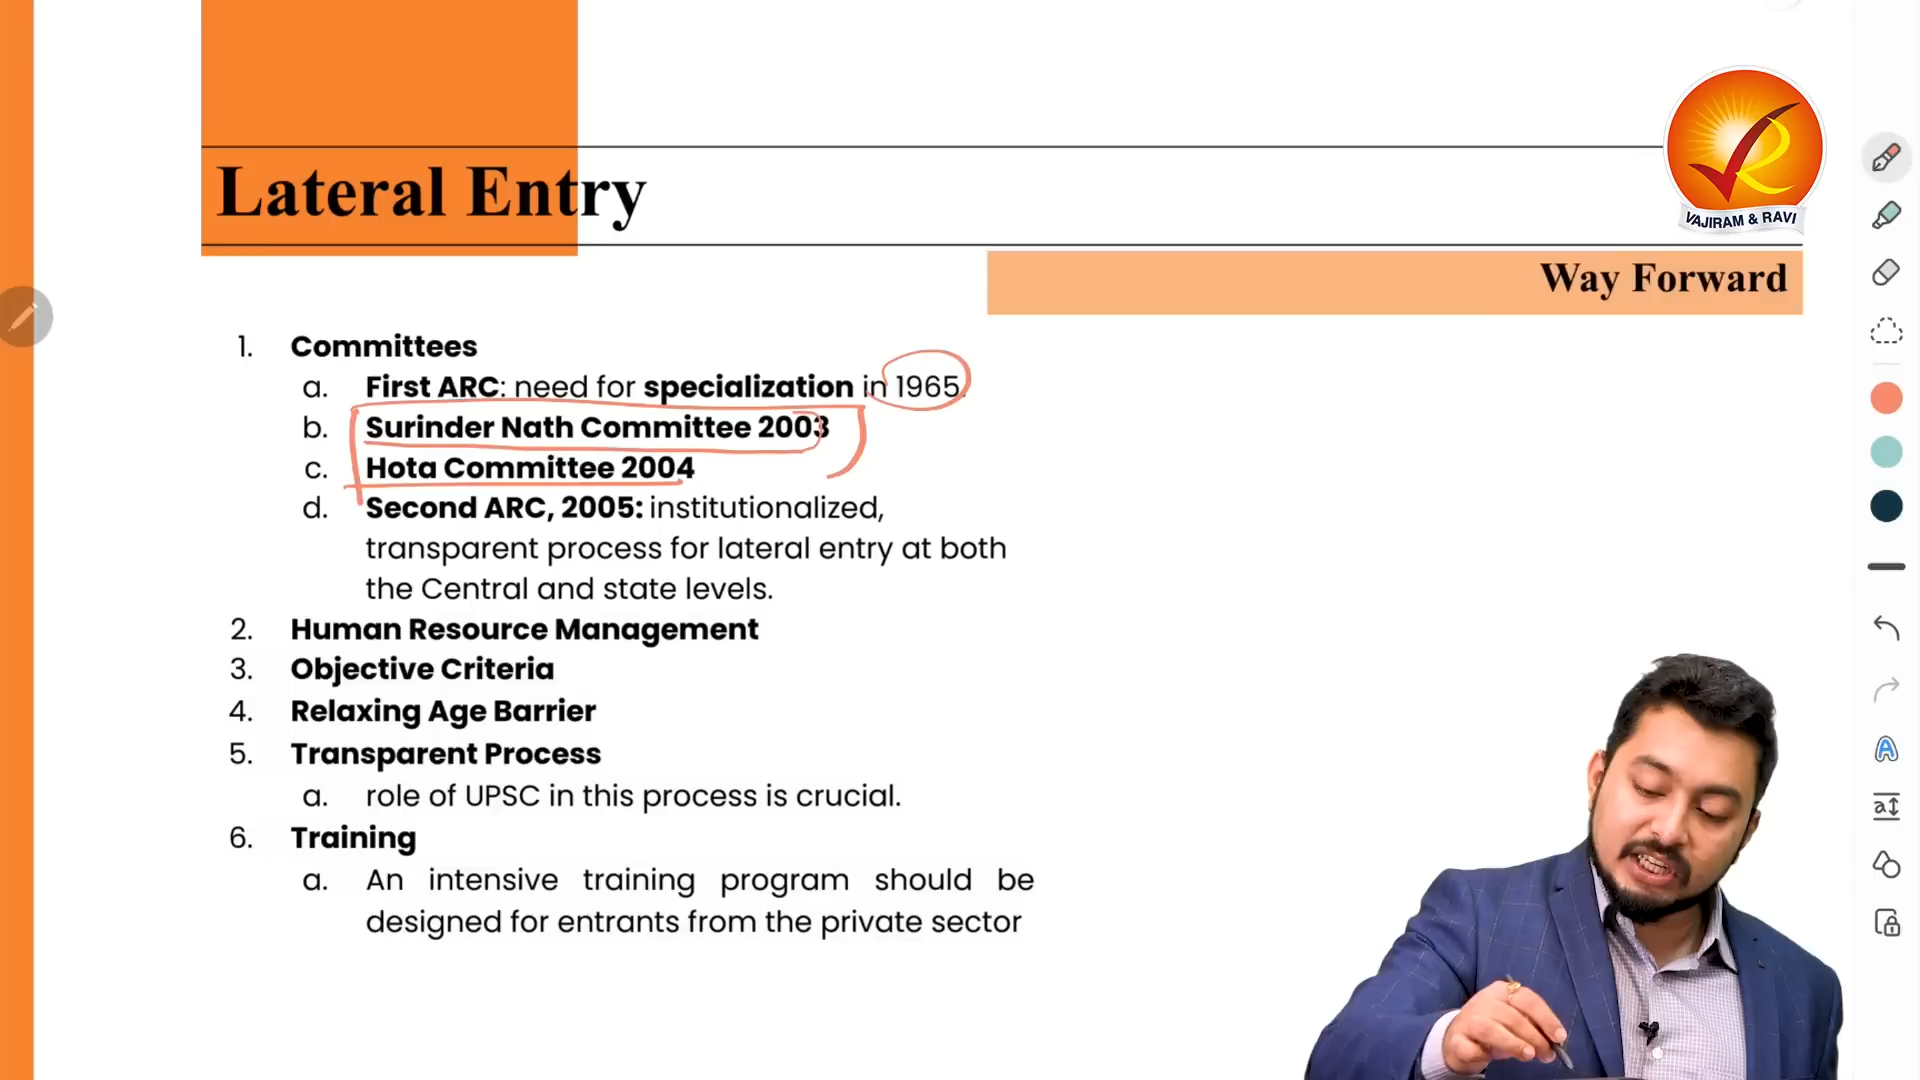 VAJIRAM & RAVI
Lateral Entry
Way Forward
1. Committees
a. First ARC: need for specialization in 1965.
b. Surinder Nath Committee 2003
c. Hota Committee 2004
d. Second ARC, 2005: institutionalized,
transparent process for lateral entry at both
the Central and state levels.
2. Human Resource Management
3. Objective Criteria
4. Relaxing Age Barrier
5. Transparent Process
a. role of UPSC in this process is crucial.
6. Training
a. An intensive training program should be
designed for entrants from the private sector
A
a